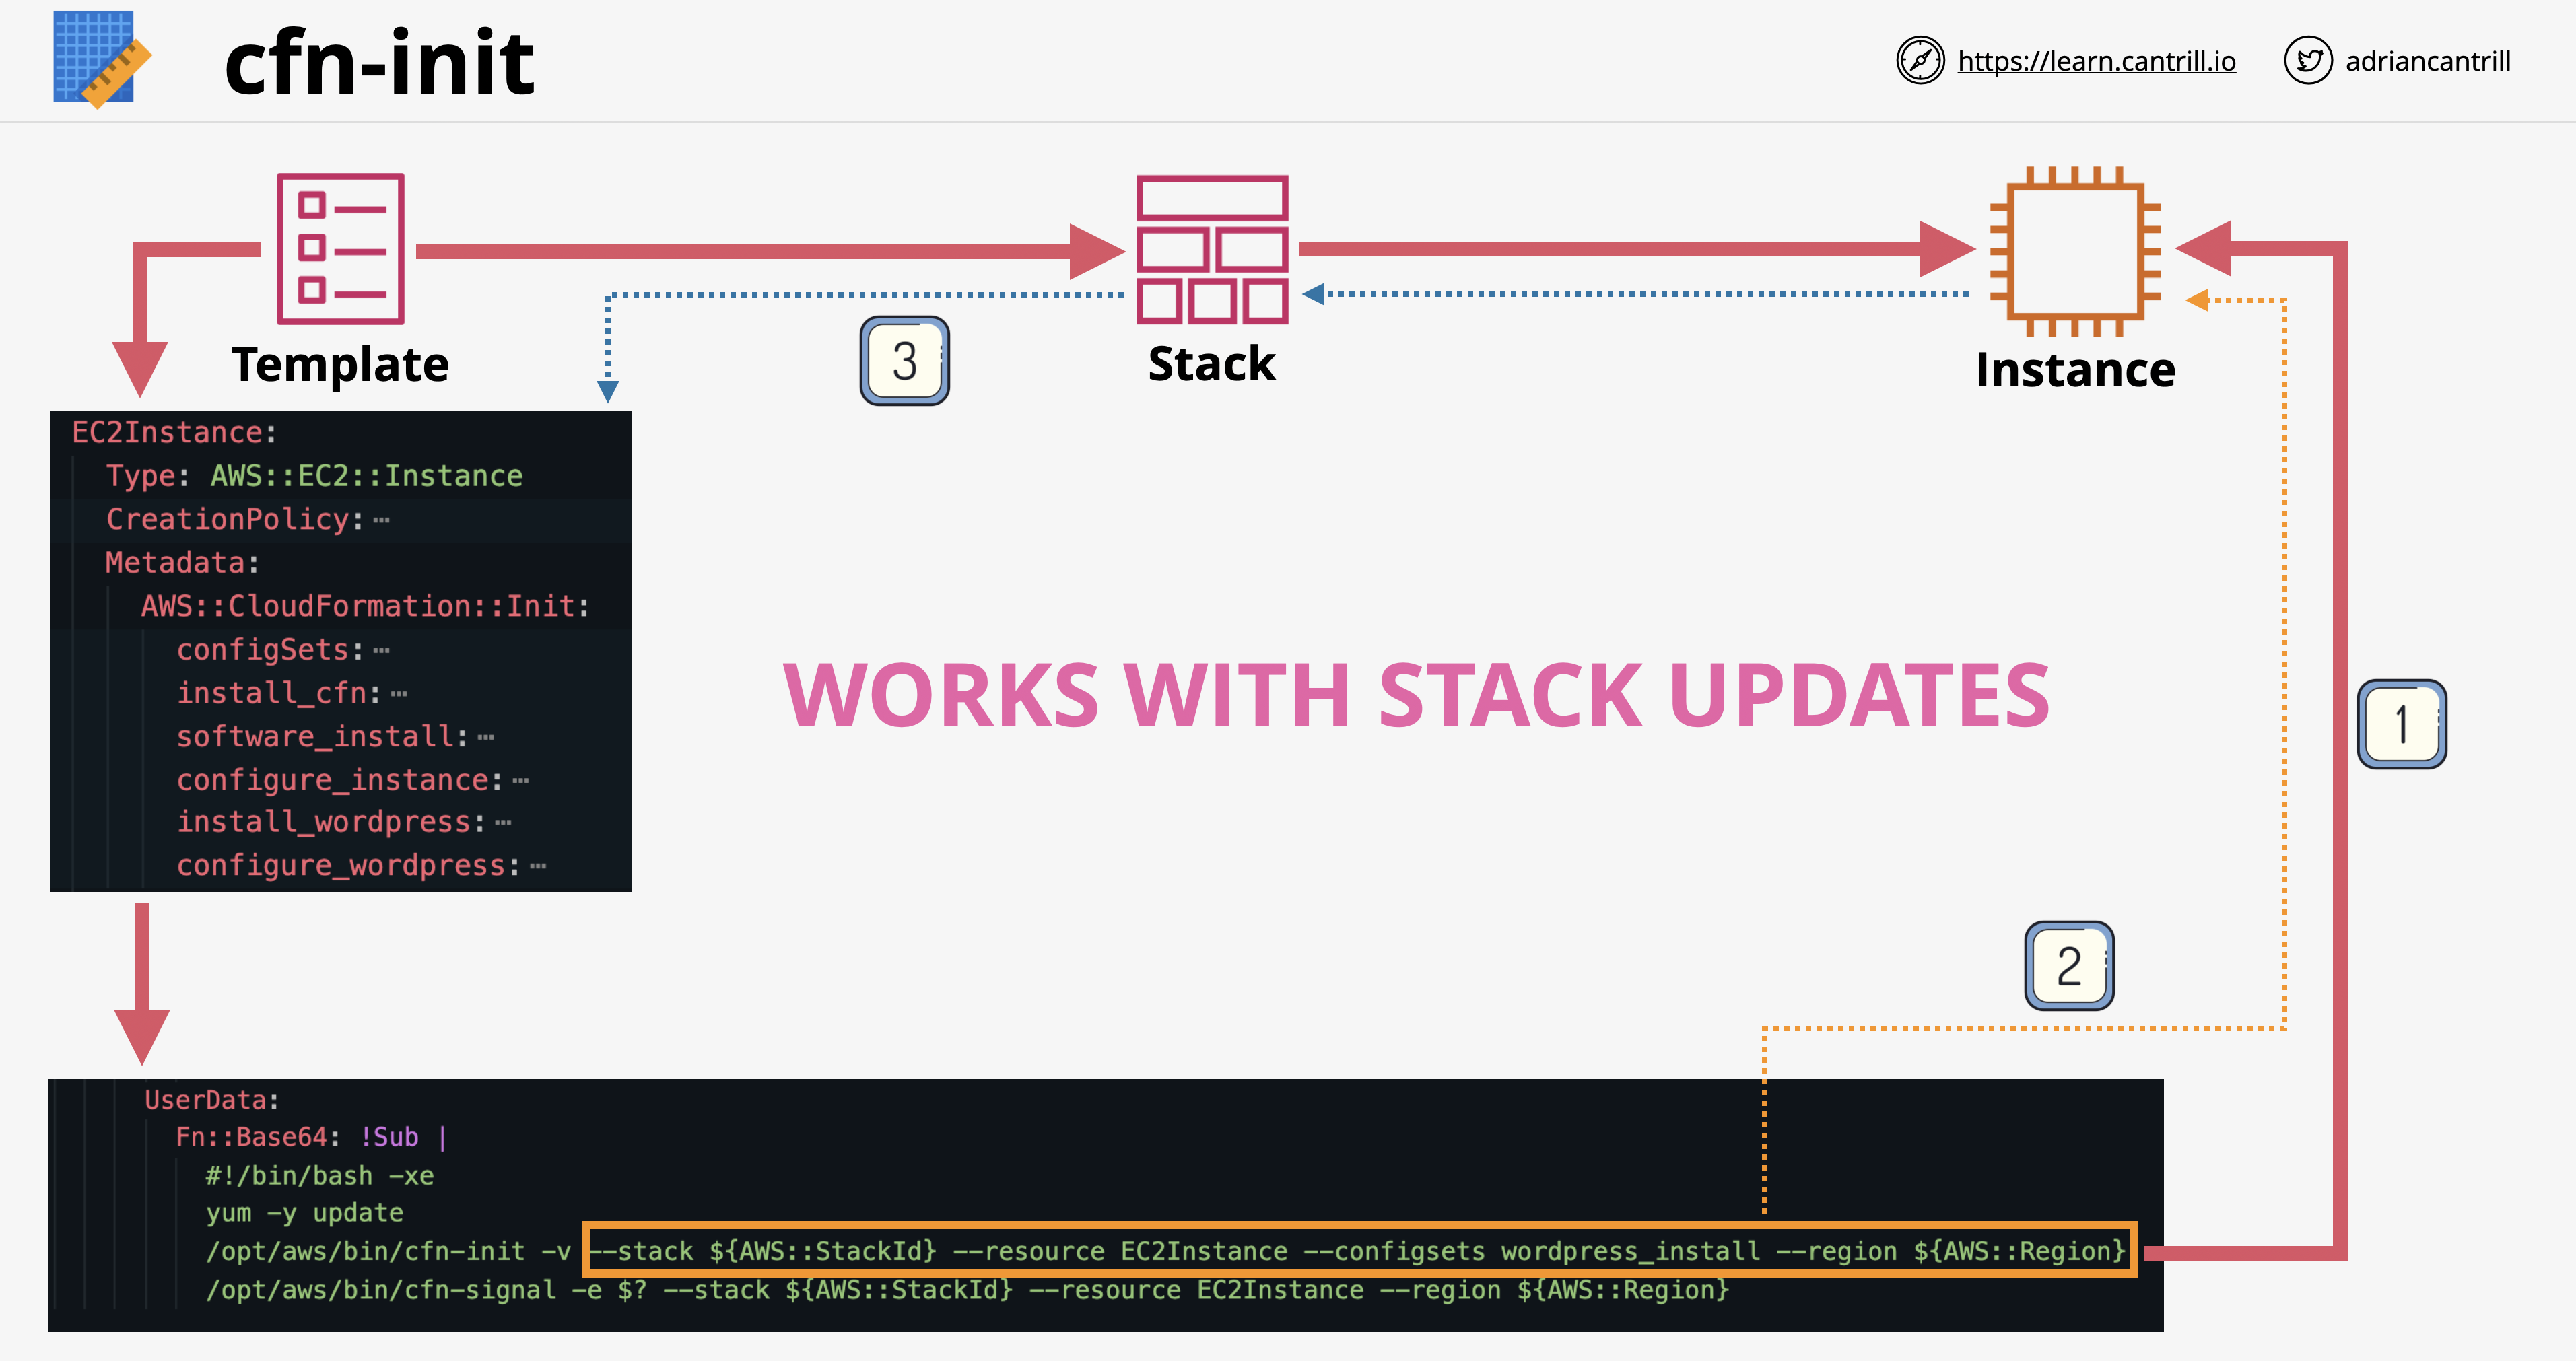 cfn-init
https://learn.cantrill.io
adriancantrill
Template
Stack
Instance
3
EC2Instance:
Type: AWS::EC2::Instance
CreationPolicy: ⋯
Metadata:
AWS::CloudFormation::Init:
configSets: ⋯
install_cfn: ⋯
software_install: ⋯
configure_instance: ⋯
install_wordpress: ⋯
configure_wordpress: ⋯
WORKS WITH STACK UPDATES
1
2
UserData:
Fn::Base64: !Sub |
#!/bin/bash -xe
yum -y update
/opt/aws/bin/cfn-init -v --stack ${AWS::StackId} --resource EC2Instance --configsets wordpress_install --region ${AWS::Region}
/opt/aws/bin/cfn-signal -e $? --stack ${AWS::StackId} --resource EC2Instance --region ${AWS::Region}